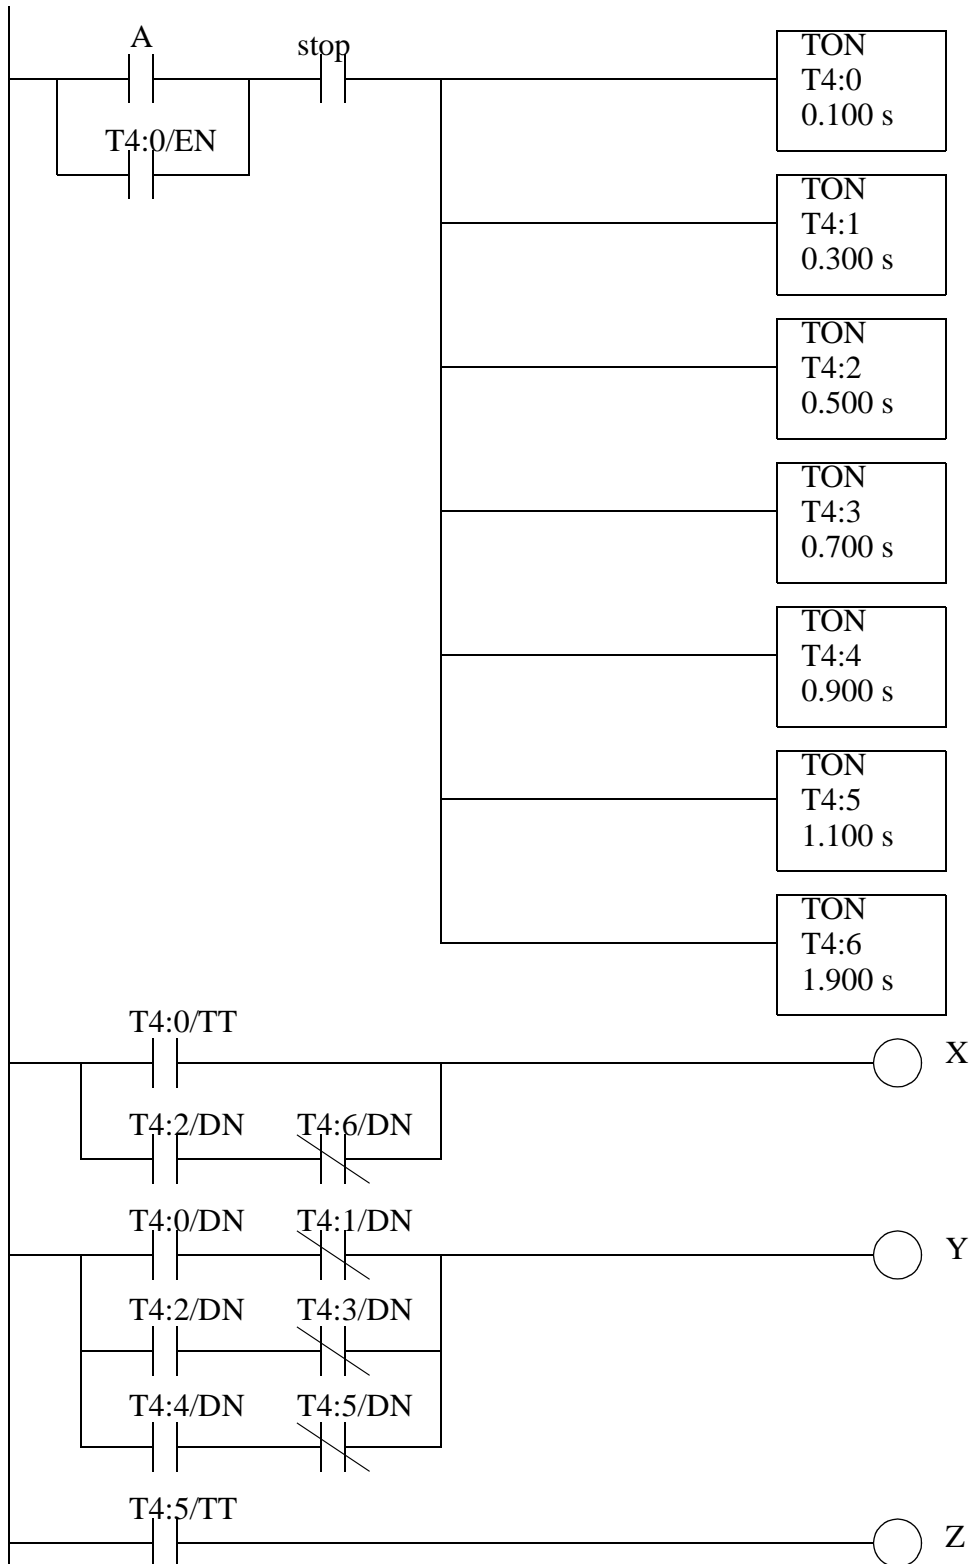 A
stop
TON
T4:0
0.100 s
T4:0/EN
TON
T4:1
0.300 s
TON
T4:2
0.500 s
TON
T4:3
0.700 s
TON
T4:4
0.900 s
TON
T4:5
1.100 s
TON
T4:6
1.900 s
T4:0/TT
X
T4:2/DN T4:6/DN
T4:0/DN T4:1/DN
Y
T4:2/DN T4:3/DN
T4:4/DN T4:5/DN
T4:5/TT
Z